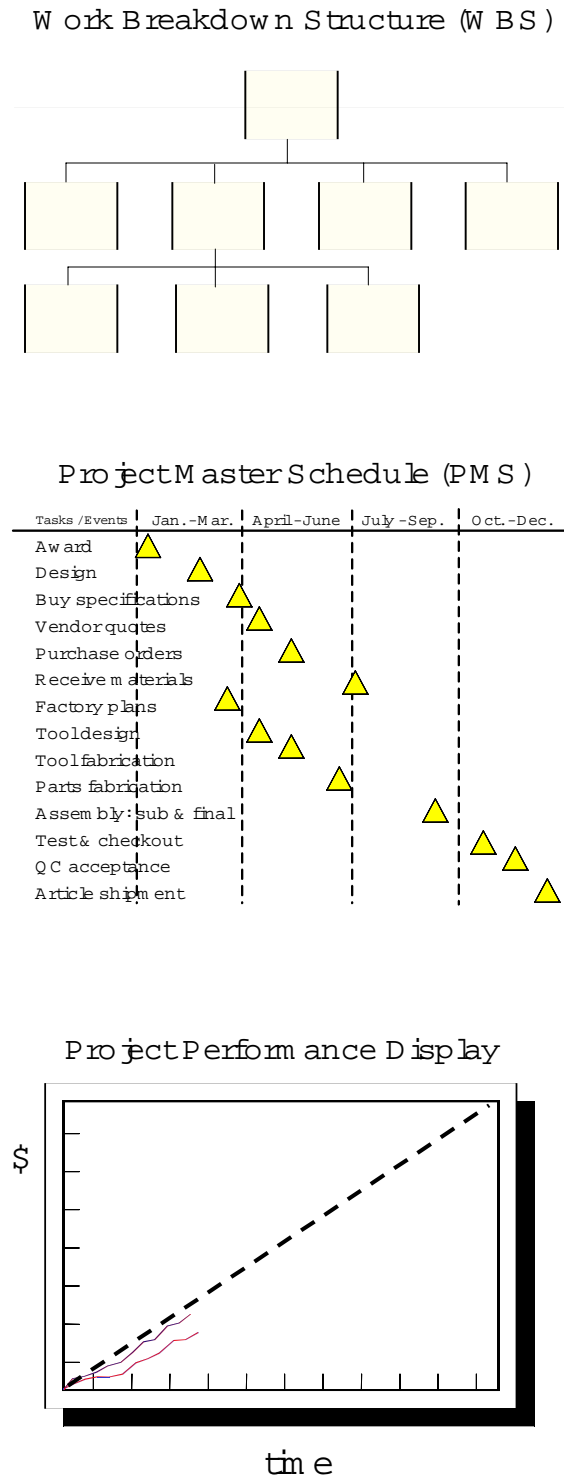 Work Breakdown Structure (WBS)
Project Master Schedule (PMS)
Tasks/Events Jan.-Mar. April-June July-Sep. Oct.-Dec.
Award
Design
Buy specifications
Vendor quotes
Purchase orders
Receive materials
Factory plans
Tool design
Tool fabrication
Parts fabrication
Assembly: sub & final
Test & checkout
QC acceptance
Article shipment
Project Performance Display
$
time